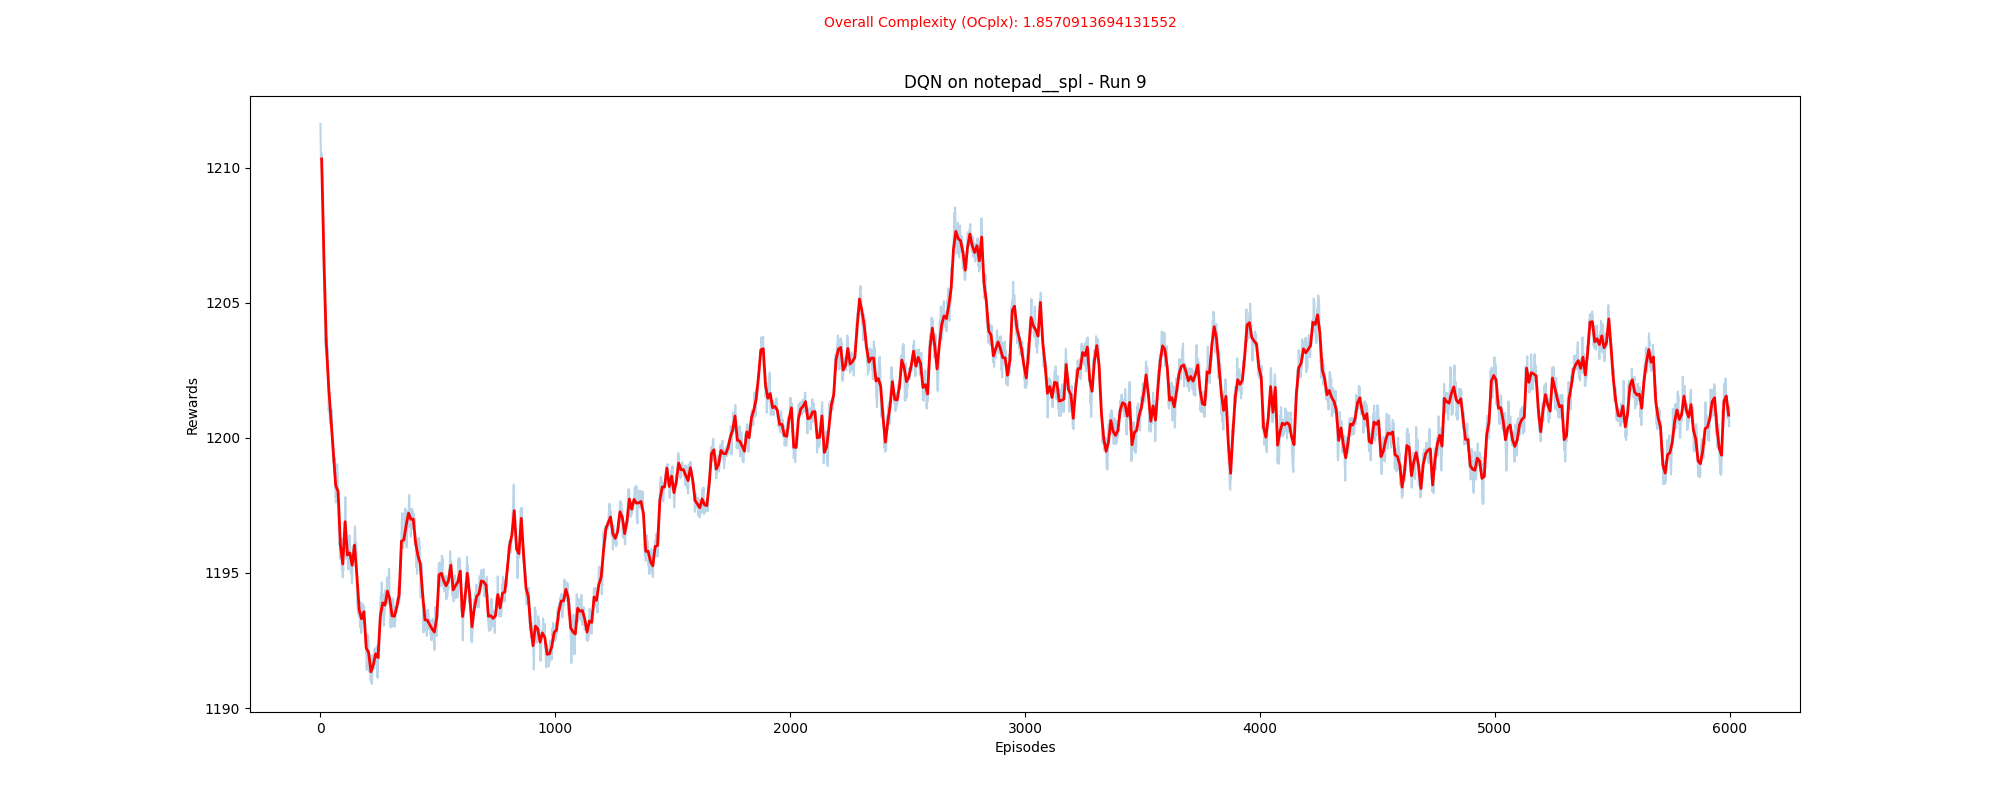 Overall Complexity (OCplx): 1.8570913694131552
DQN on notepad__spl - Run 9
1210
1205
1200
1195
1190
Rewards
0 1000 2000 3000 4000 5000 6000
Episodes